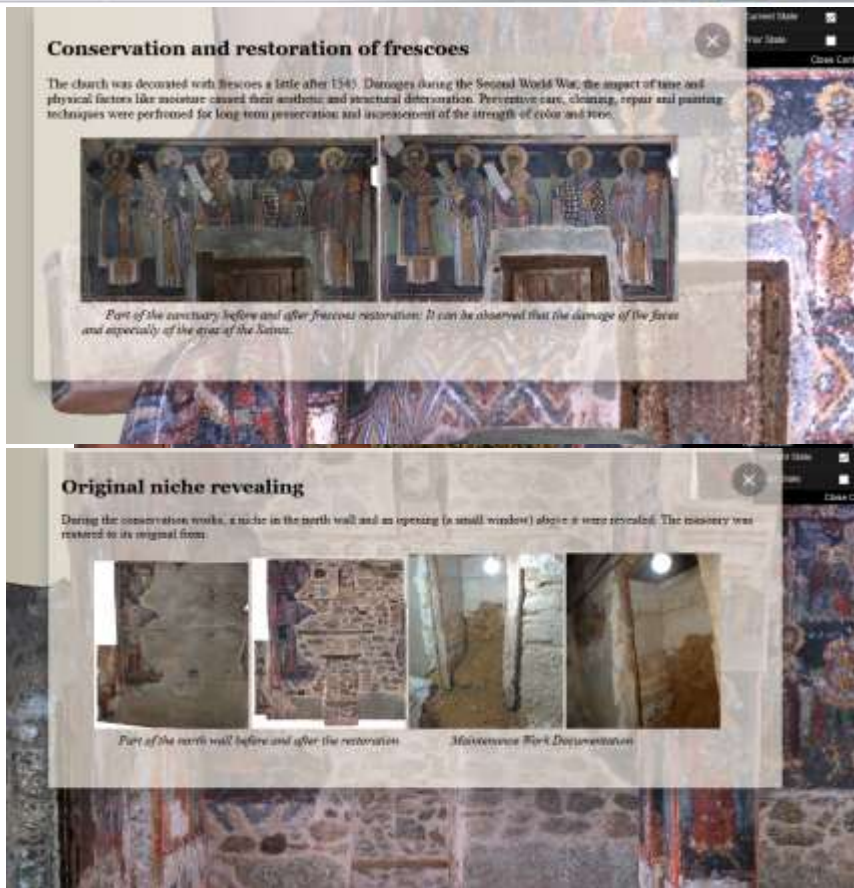 Current State
Prior State
Conservation and restoration of frescoes
The church was decorated with frescoes a little after 1545. Damages during the Second World War, the impact of time and
physical factors like moisture caused their aesthetic and structural deterioration. Preventive care, cleaning, repair and painting
techniques were perfromed for long term preservation and increasement of the strength of color and tone.
Part of the sanctuary before and after frescoes restoration: It can be observed that the damage of the faces
and especially of the eyes of the Saints.
Close
State
State
Original niche revealing
Close
During the conservation works, a niche in the north wall and an opening (a small window) above it were revealed. The masonry was
restored to its original from.
Part of the north wall before and after the restoration
Maintenance Work Documentation